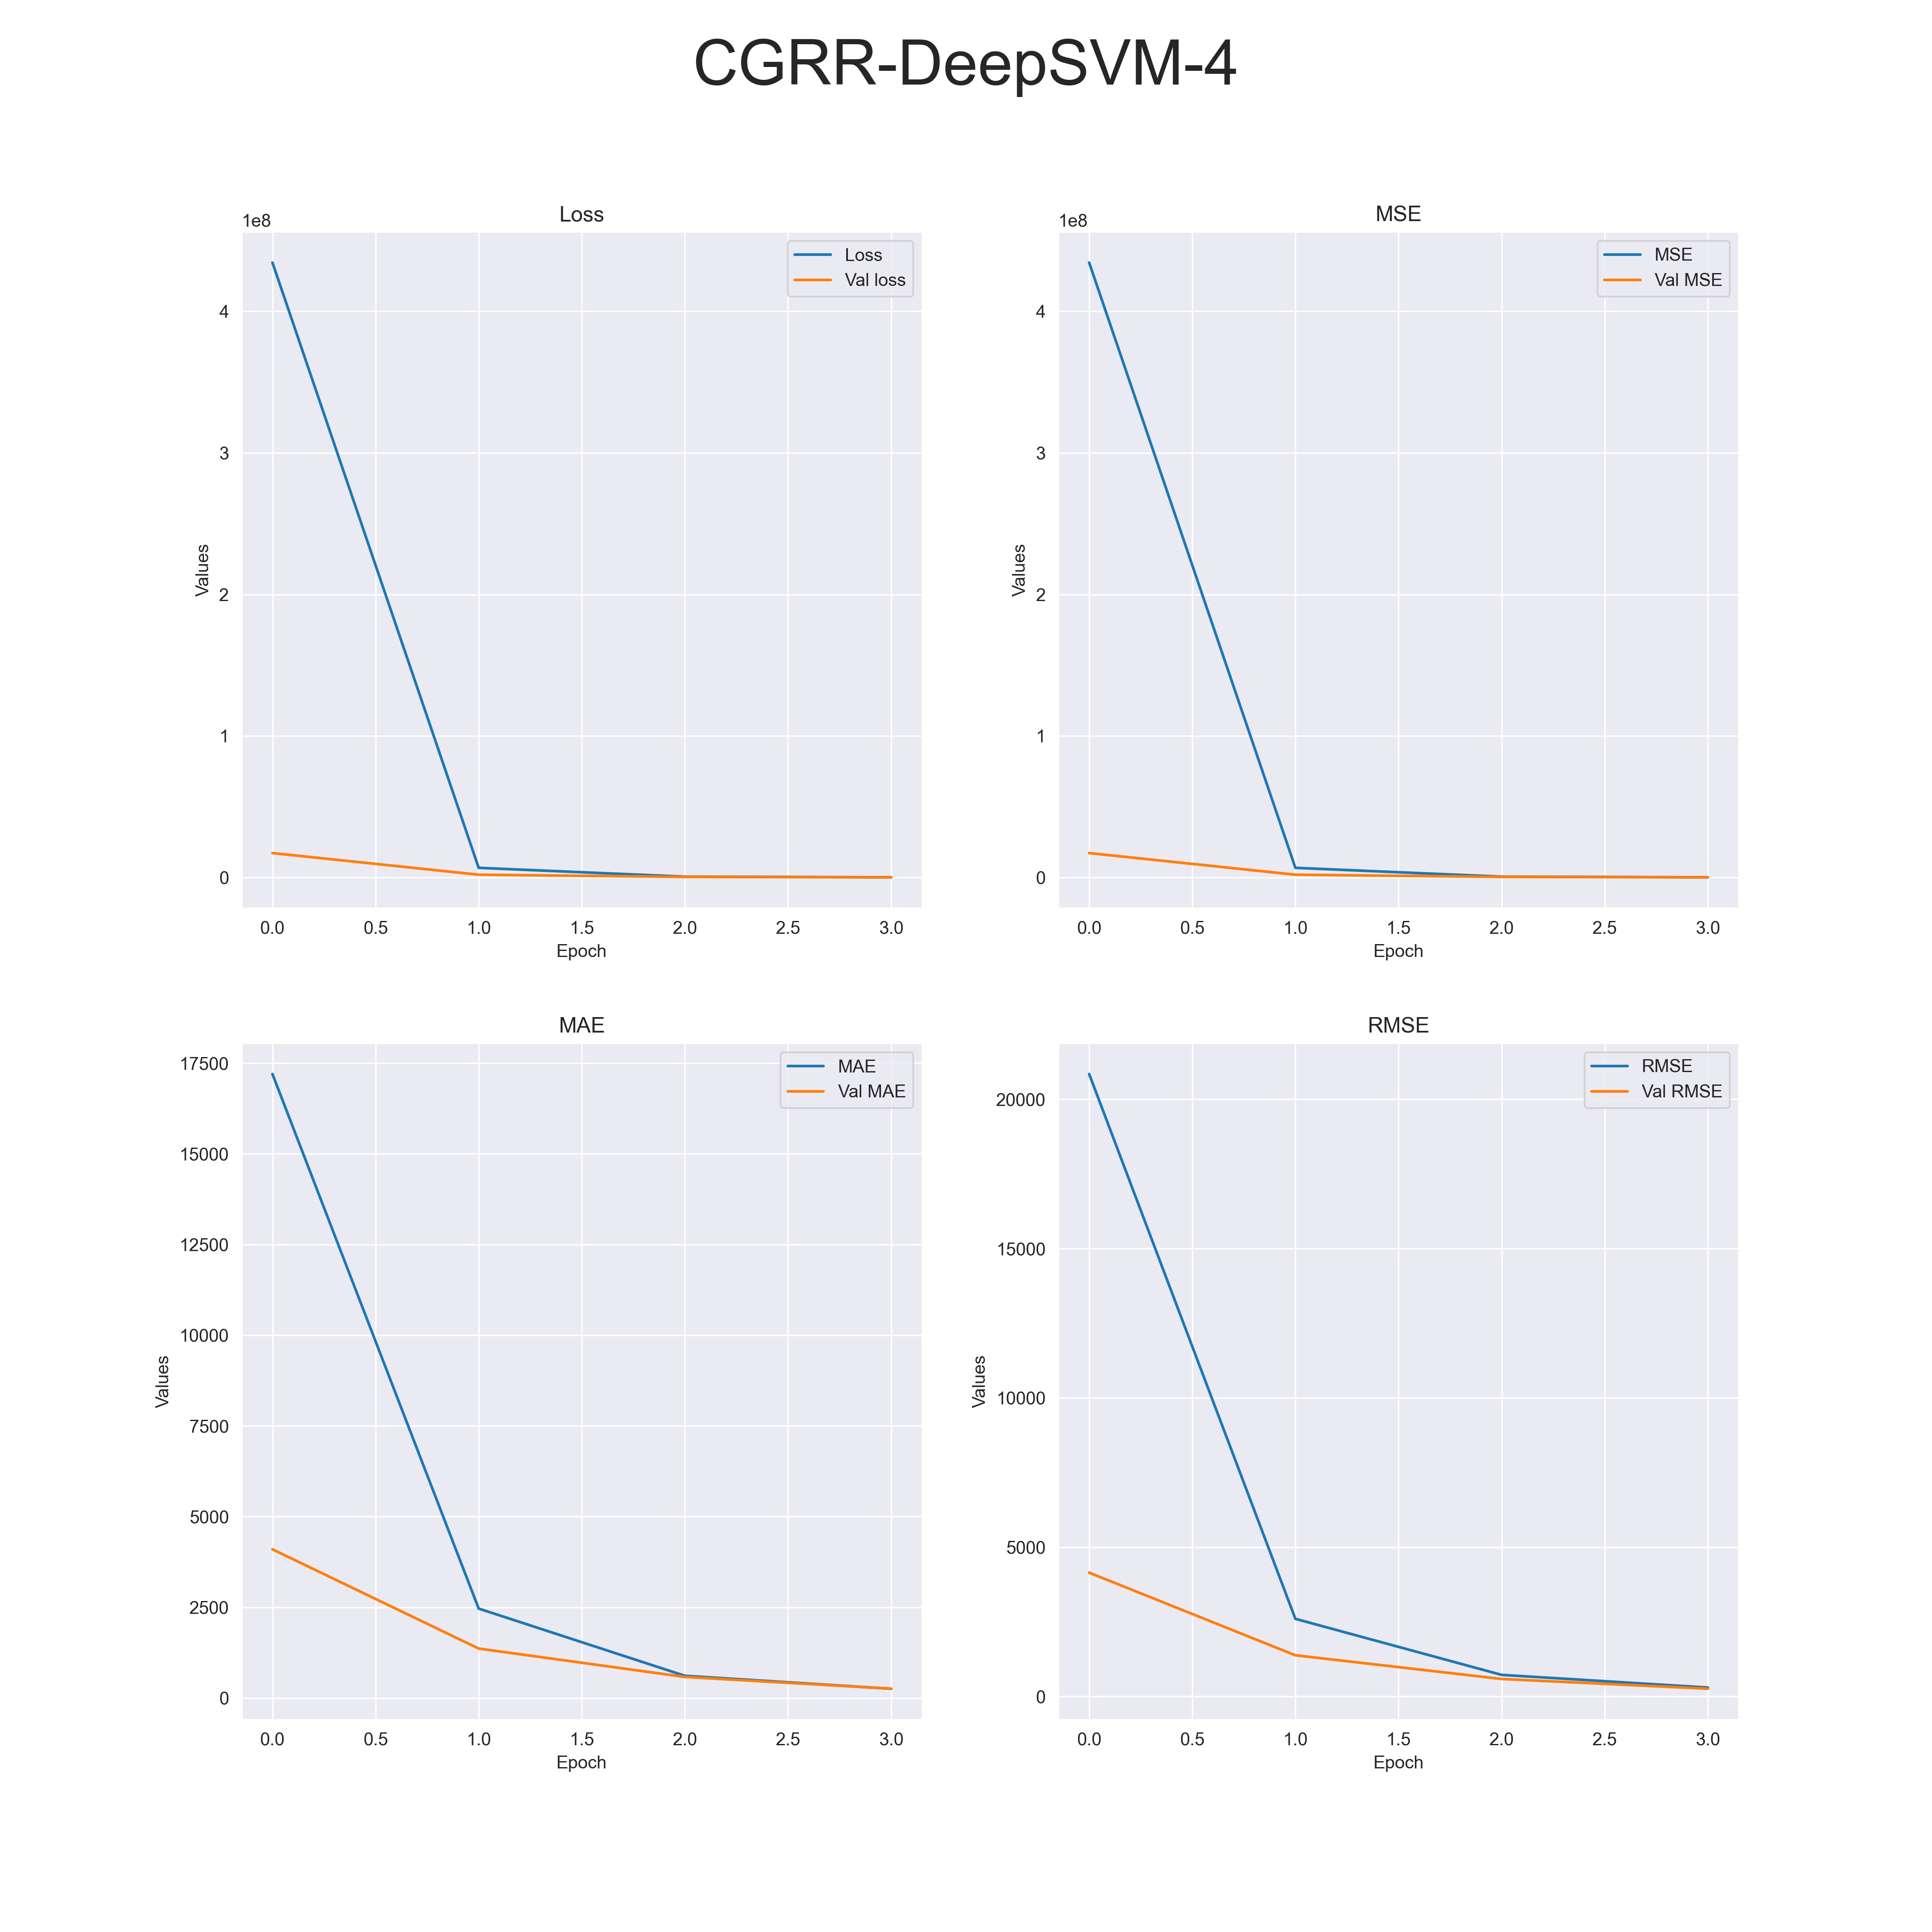 CGRR-DeepSVM-4
Loss
1e8
Loss
Val loss
4
3
2
1
0
Values
0.0 0.5 1.0 1.5 2.0 2.5 3.0
Epoch
MSE
1e8
MSE
Val MSE
4
3
2
1
0
Values
0.0 0.5 1.0 1.5 2.0 2.5 3.0
Epoch
MAE
MAE
Val MAE
17500
15000
12500
10000
7500
5000
2500
0
Values
0.0 0.5 1.0 1.5 2.0 2.5 3.0
Epoch
RMSE
RMSE
Val RMSE
20000
15000
10000
5000
0
Values
0.0 0.5 1.0 1.5 2.0 2.5 3.0
Epoch